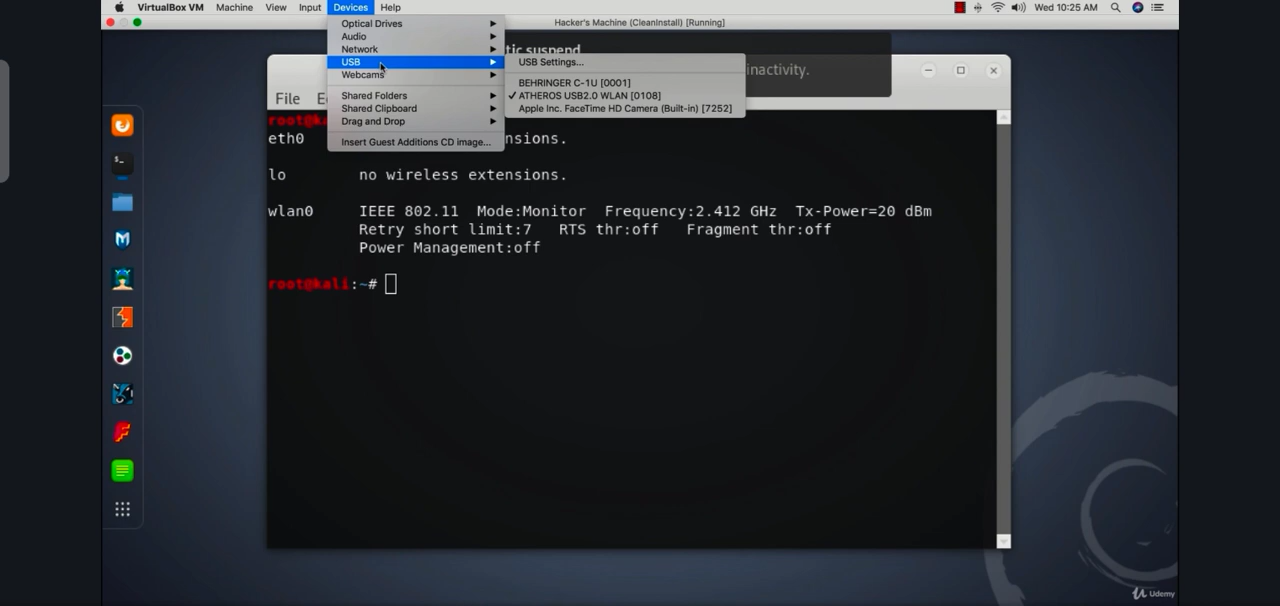 VirtualBox VM Machine View Input Devices Help Wed 10:25 AM
Hacker's Machine (CleanInstall) [Running]
Optical Drives
Audio
Network
USB
Webcams
Shared Folders
Shared Clipboard
Drag and Drop
Insert Guest Additions CD image...
USB Settings...
BEHRINGER C-1U [0001]
✓ ATHEROS USB2.0 WLAN [0108]
Apple Inc. FaceTime HD Camera (Built-in) [7252]
tic suspend
inactivity.
File E
root@k
eth0 nsions.
lo no wireless extensions.
wlan0 IEEE 802.11 Mode:Monitor Frequency:2.412 GHz Tx-Power=20 dBm
Retry short limit:7 RTS thr:off Fragment thr:off
Power Management:off
root@kali:~#
Udemy